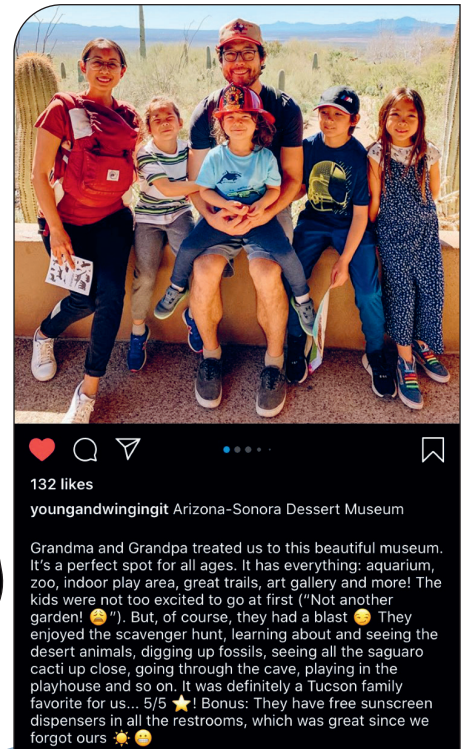 132 likes
youngandwingingit Arizona-Sonora Dessert Museum
Grandma and Grandpa treated us to this beautiful museum.
It's a perfect spot for all ages. It has everything: aquarium,
zoo, indoor play area, great trails, art gallery and more! The
kids were not too excited to go at first ("Not another
garden! 😩"). But, of course, they had a blast 😏 They
enjoyed the scavenger hunt, learning about and seeing the
desert animals, digging up fossils, seeing all the saguaro
cacti up close, going through the cave, playing in the
playhouse and so on. It was definitely a Tucson family
favorite for us... 5/5 ⭐! Bonus: They have free sunscreen
dispensers in all the restrooms, which was great since we
forgot ours ☀️😬